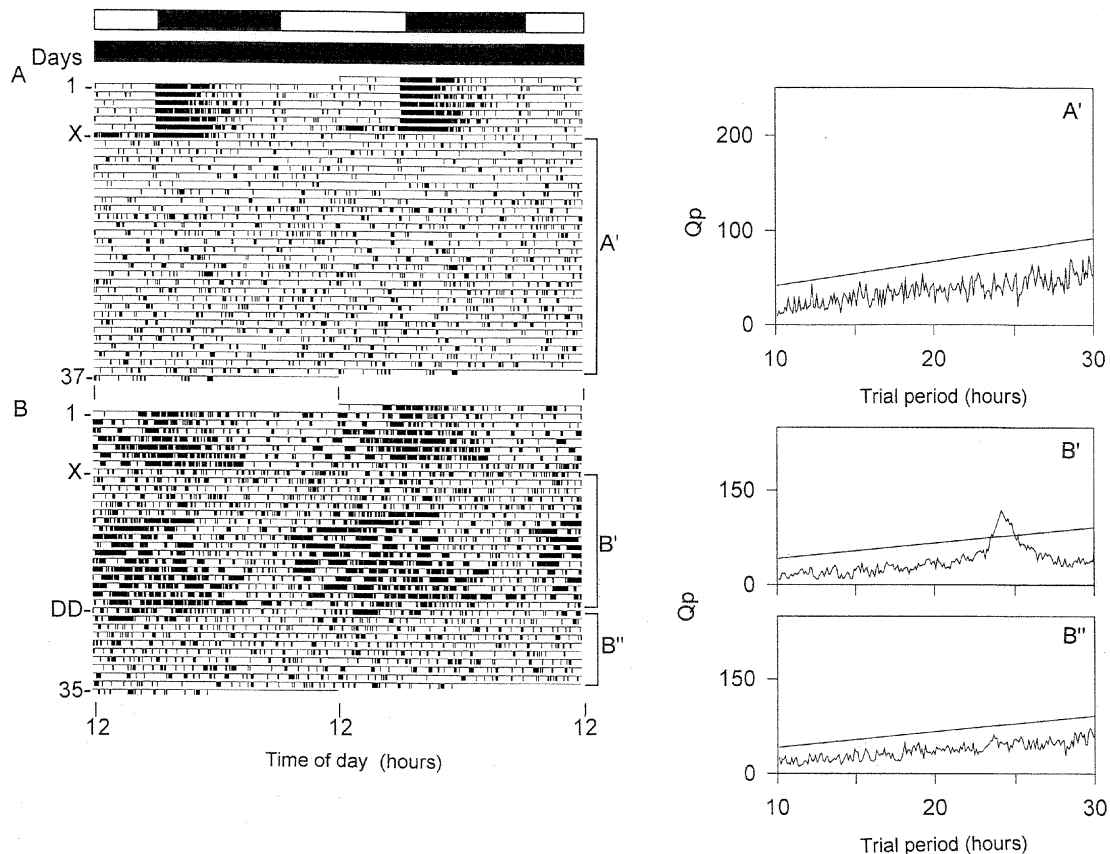 Days
A
1 -
X-
A'
37-
B
1 -
X-
B'
DD-
B"
35-
12
12
12
Time of day (hours)
A'
200
100
0
Qp
10
20
30
Trial period (hours)
B'
150
0
Qp
B"
150
0
10
20
30
Trial period (hours)